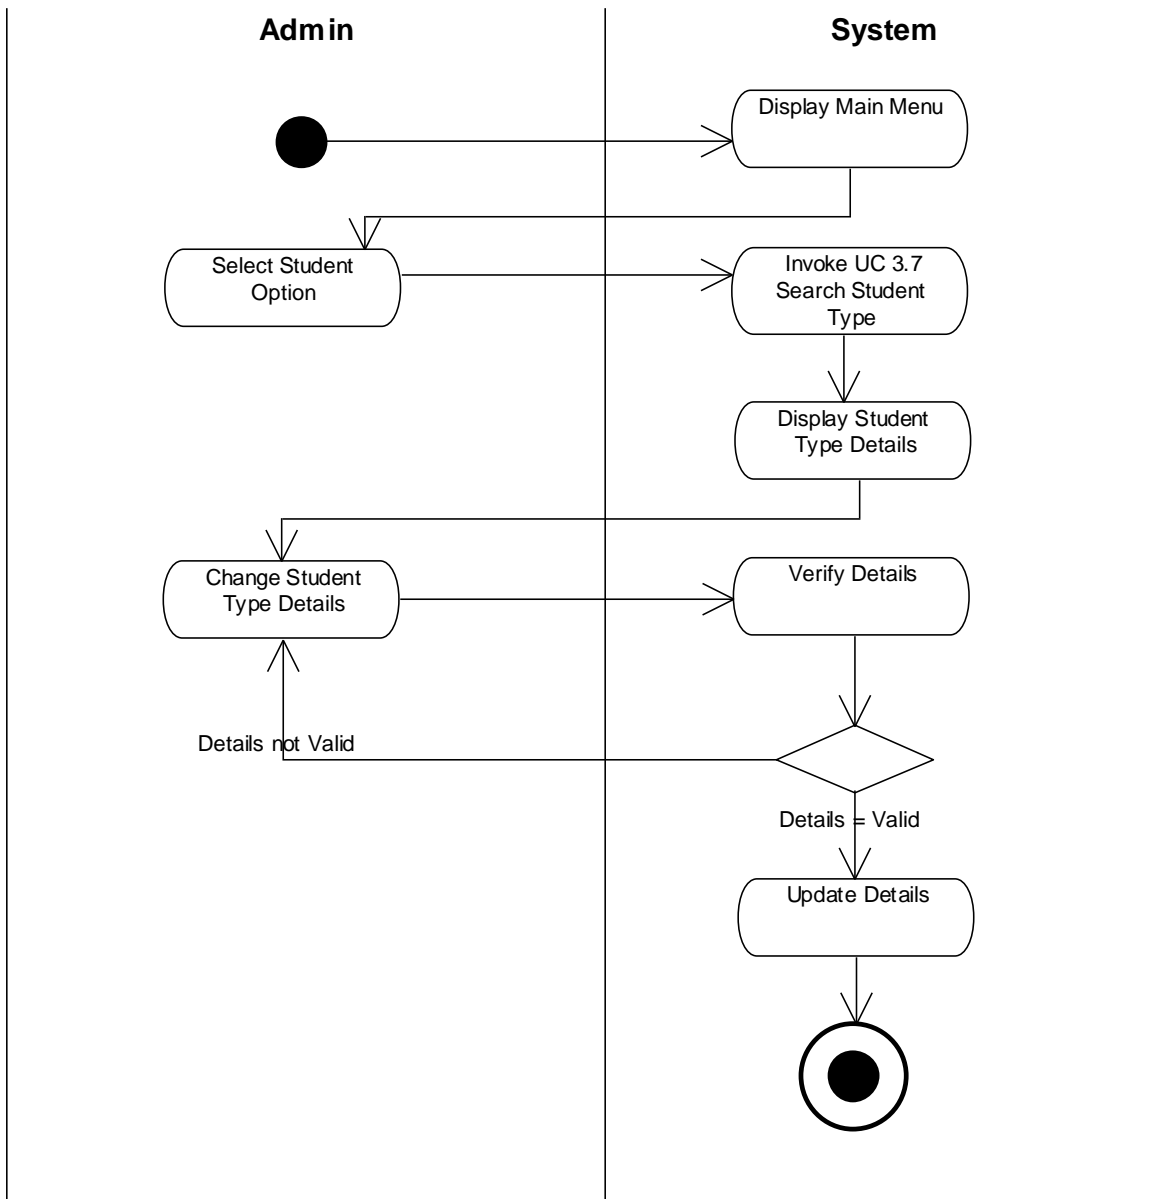 Admin
System
Display Main Menu
Select Student
Option
Invoke UC 3.7
Search Student
Type
Display Student
Type Details
Change Student
Type Details
Verify Details
Details not Valid
Details = Valid
Update Details